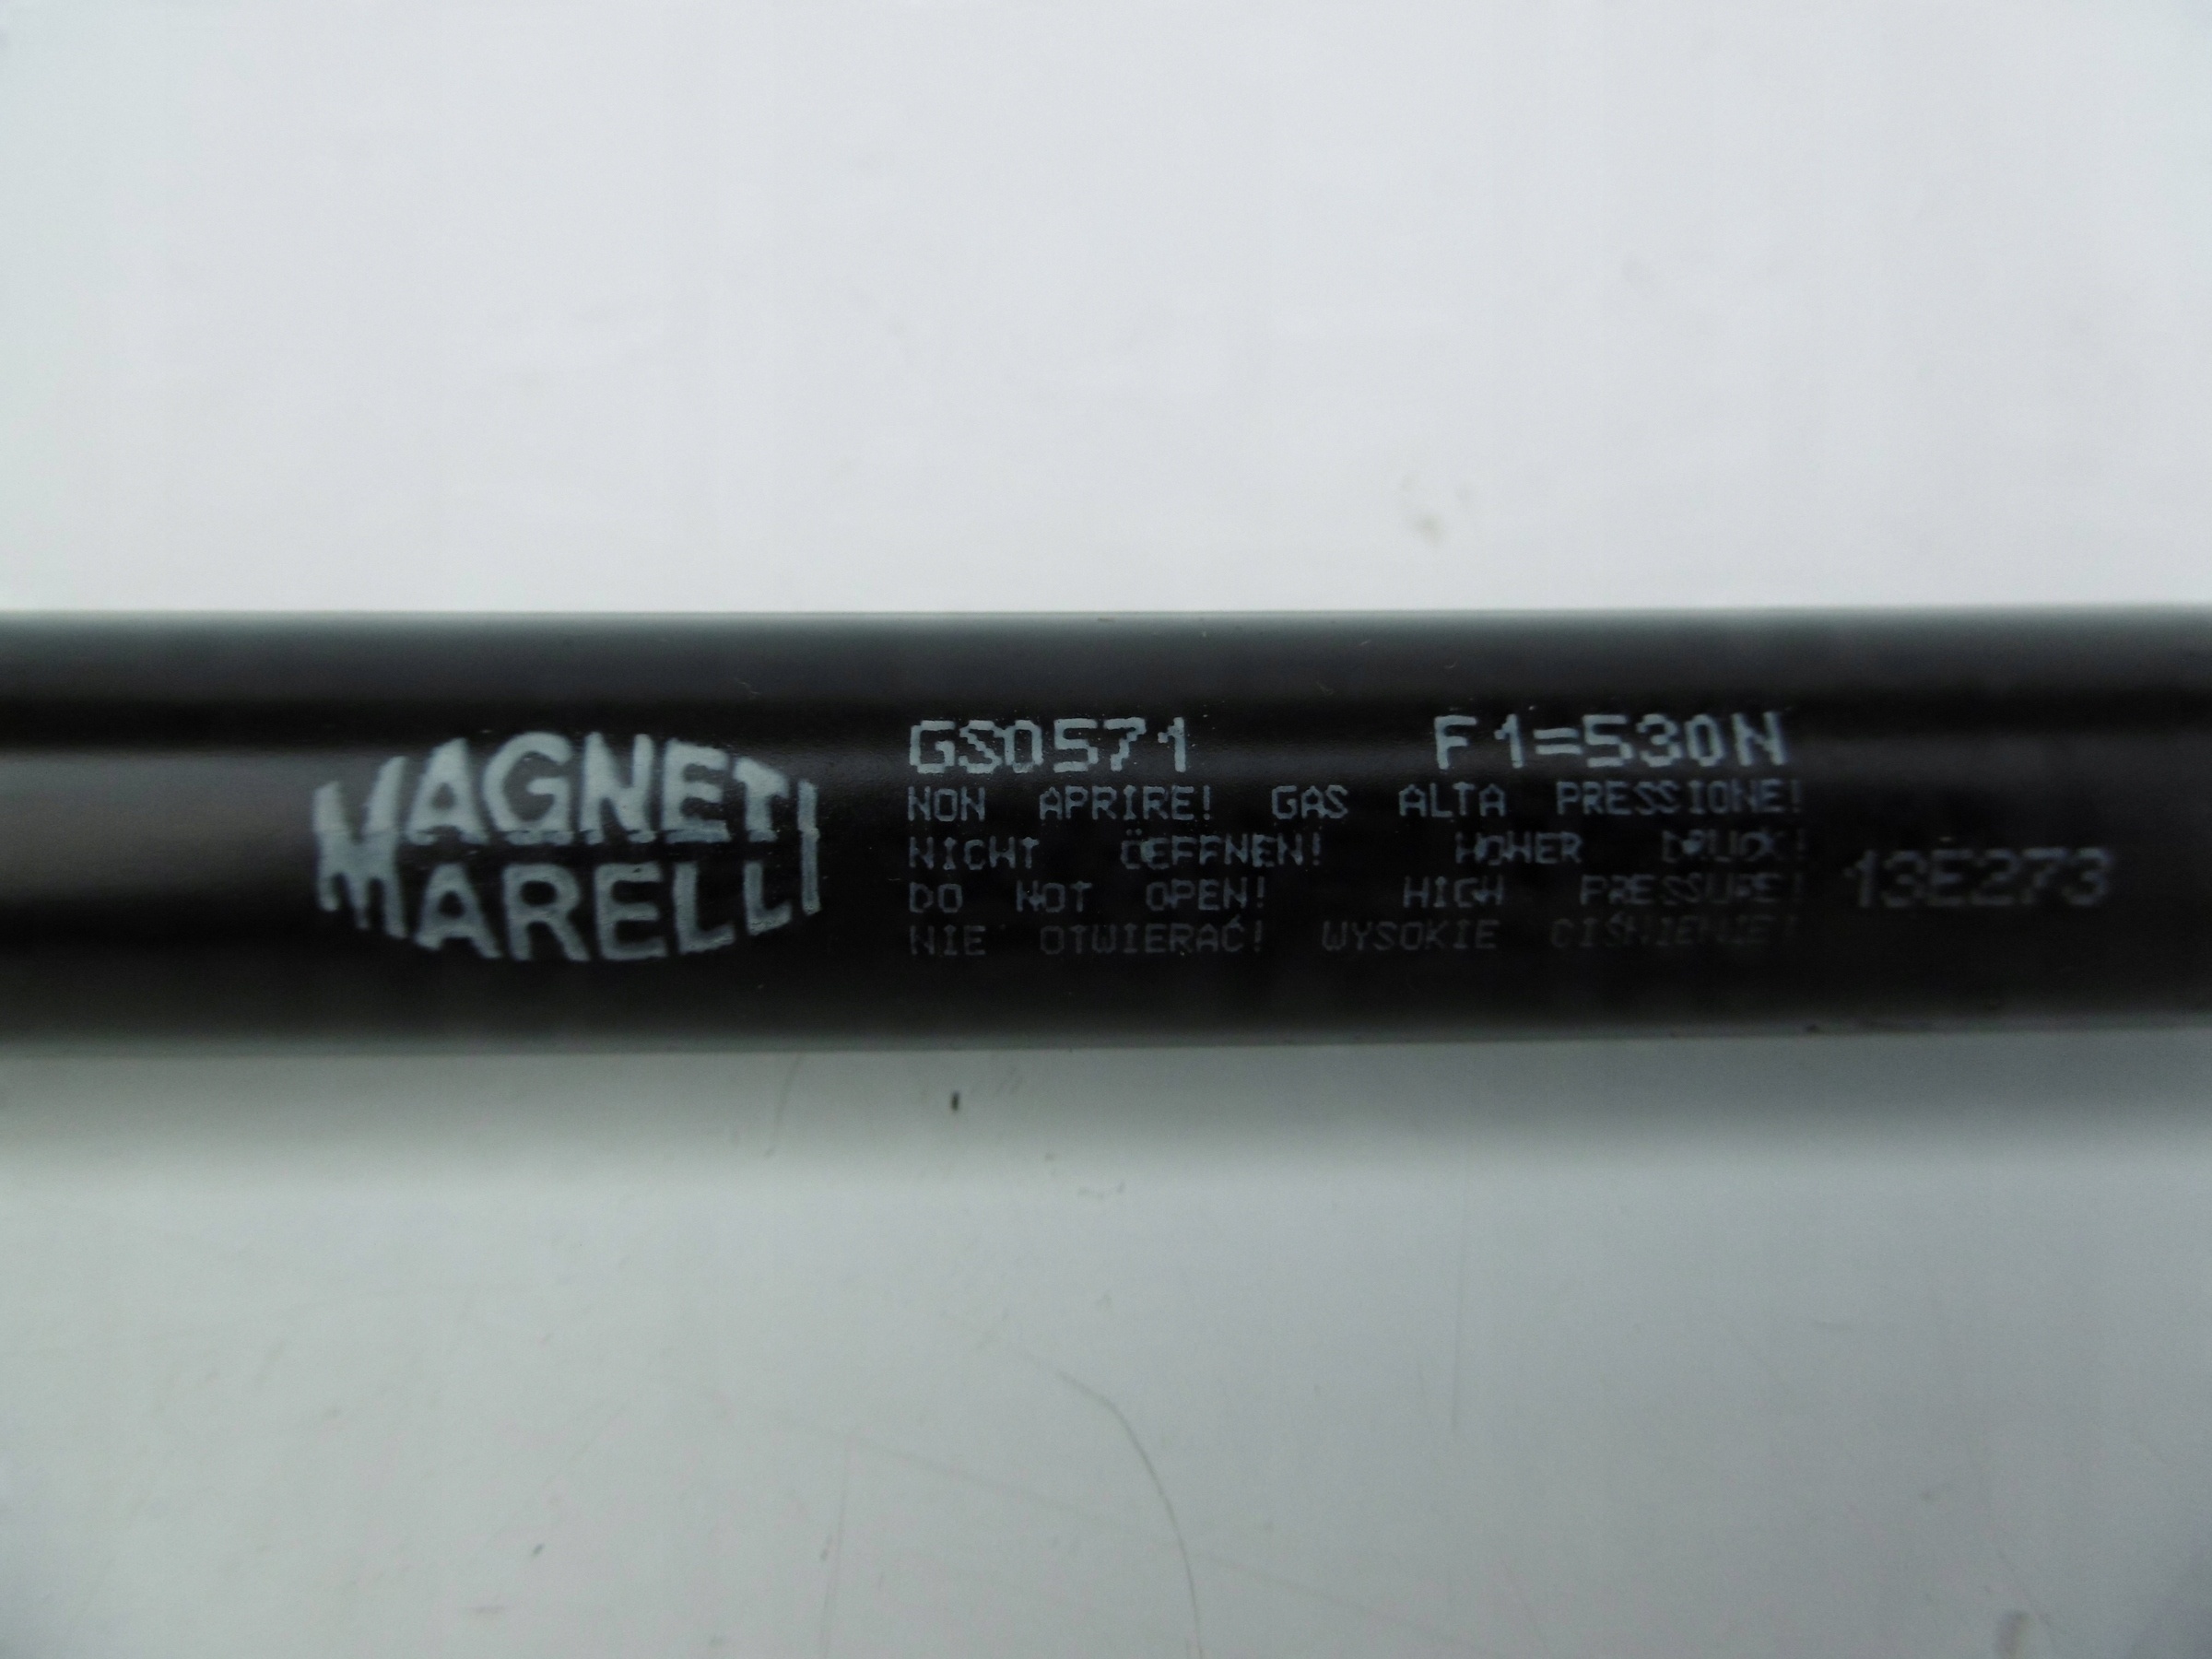 MAGNETI
MARELLI
GS0571 F1=530N
NON APRIRE! GAS ALTA PRESSIONE!
NICHT ÖEFFNEN! HOHER DRUCK!
DO NOT OPEN! HIGH PRESSURE!
NIE OTWIERAĆ! WYSOKIE CIŚNIENIE!
13E273